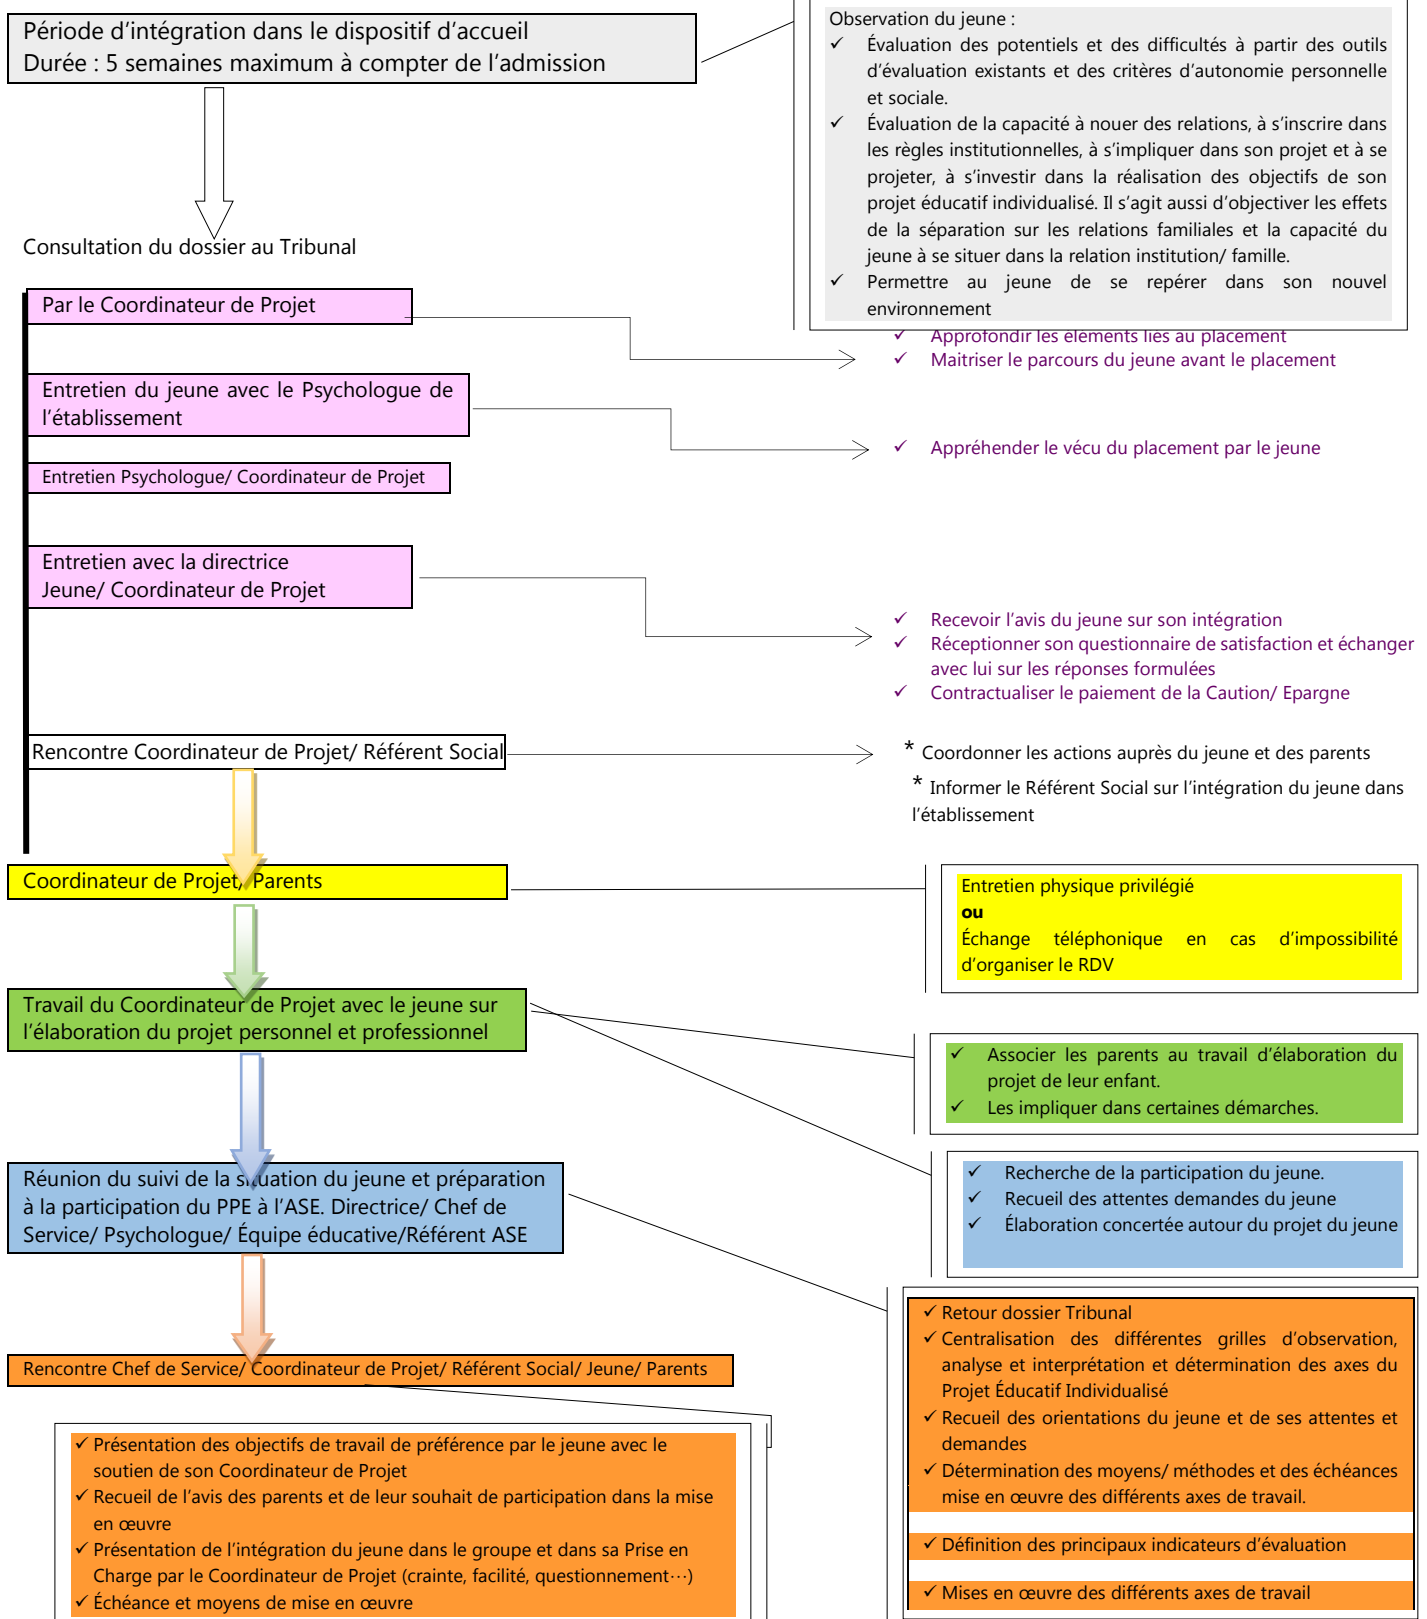 Période d’intégration dans le dispositif d’accueil
Durée : 5 semaines maximum à compter de l’admission
Observation du jeune :
✓ Évaluation des potentiels et des difficultés à partir des outils
d’évaluation existants et des critères d’autonomie personnelle
et sociale.
✓ Évaluation de la capacité à nouer des relations, à s’inscrire dans
les règles institutionnelles, à s’impliquer dans son projet et à se
projeter, à s’investir dans la réalisation des objectifs de son
projet éducatif individualisé. Il s’agit aussi d’objectiver les effets
de la séparation sur les relations familiales et la capacité du
jeune à se situer dans la relation institution/ famille.
✓ Permettre au jeune de se repérer dans son nouvel
environnement
Consultation du dossier au Tribunal
Par le Coordinateur de Projet
✓ Approfondir les éléments liés au placement
✓ Maitriser le parcours du jeune avant le placement
Entretien du jeune avec le Psychologue de
l’établissement
✓ Appréhender le vécu du placement par le jeune
Entretien Psychologue/ Coordinateur de Projet
Entretien avec la directrice
Jeune/ Coordinateur de Projet
✓ Recevoir l’avis du jeune sur son intégration
✓ Réceptionner son questionnaire de satisfaction et échanger
avec lui sur les réponses formulées
✓ Contractualiser le paiement de la Caution/ Epargne
Rencontre Coordinateur de Projet/ Référent Social
* Coordonner les actions auprès du jeune et des parents
* Informer le Référent Social sur l’intégration du jeune dans
l’établissement
Coordinateur de Projet/ Parents
Entretien physique privilégié
ou
Échange téléphonique en cas d’impossibilité
d’organiser le RDV
Travail du Coordinateur de Projet avec le jeune sur
l’élaboration du projet personnel et professionnel
✓ Associer les parents au travail d’élaboration du
projet de leur enfant.
✓ Les impliquer dans certaines démarches.
Réunion du suivi de la situation du jeune et préparation
à la participation du PPE à l’ASE. Directrice/ Chef de
Service/ Psychologue/ Équipe éducative/Référent ASE
✓ Recherche de la participation du jeune.
✓ Recueil des attentes demandes du jeune
✓ Élaboration concertée autour du projet du jeune
✓ Retour dossier Tribunal
✓ Centralisation des différentes grilles d’observation,
analyse et interprétation et détermination des axes du
Projet Éducatif Individualisé
✓ Recueil des orientations du jeune et de ses attentes et
demandes
✓ Détermination des moyens/ méthodes et des échéances
mise en œuvre des différents axes de travail.
✓ Définition des principaux indicateurs d’évaluation
✓ Mises en œuvre des différents axes de travail
Rencontre Chef de Service/ Coordinateur de Projet/ Référent Social/ Jeune/ Parents
✓ Présentation des objectifs de travail de préférence par le jeune avec le
soutien de son Coordinateur de Projet
✓ Recueil de l’avis des parents et de leur souhait de participation dans la mise
en œuvre
✓ Présentation de l’intégration du jeune dans le groupe et dans sa Prise en
Charge par le Coordinateur de Projet (crainte, facilité, questionnement…)
✓ Échéance et moyens de mise en œuvre